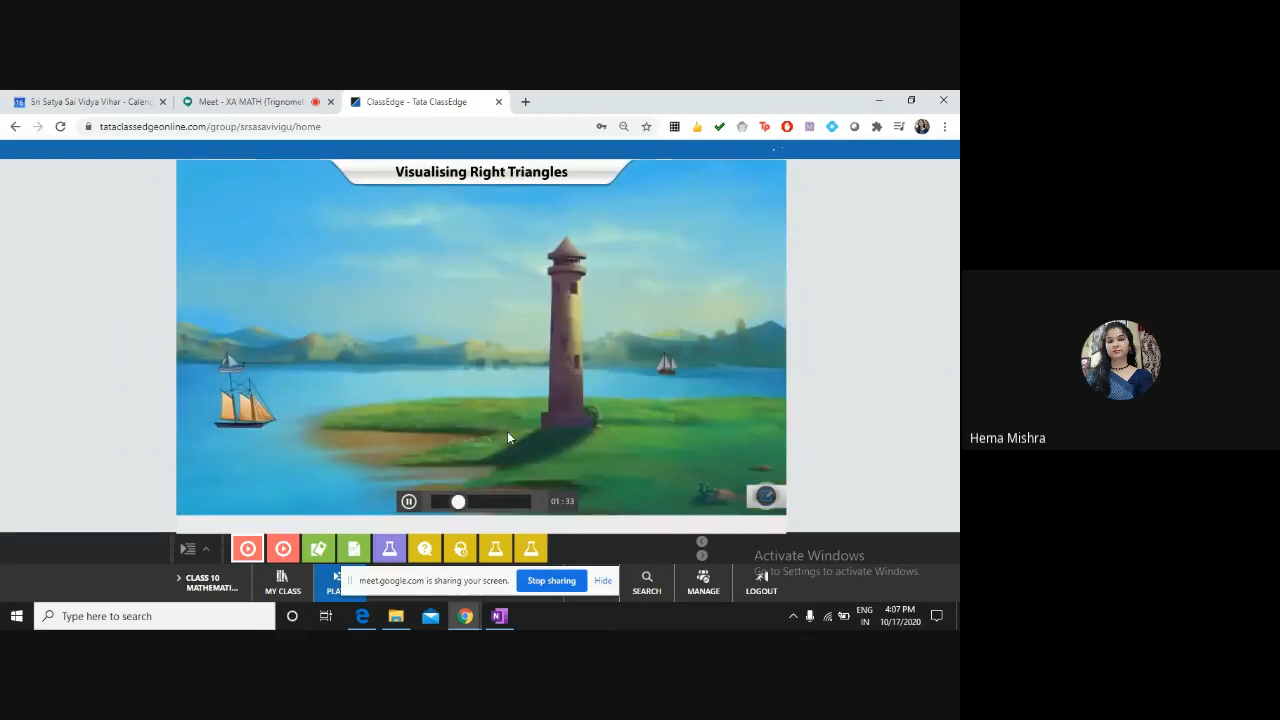 Sri Satya Sai Vidya Vihar - Calend
Meet - XA MATH (Trignomet
ClassEdge - Tata ClassEdge
tataclassedgeonline.com/group/srsasavivigu/home
Visualising Right Triangles
01:33
Hema Mishra
CLASS 10
MATHEMATI...
MY CLASS
meet.google.com is sharing your screen.
Stop sharing
Hide
SEARCH
MANAGE
LOGOUT
Activate Windows
Go to Settings to activate Windows.
Type here to search
ENG
IN
4:07 PM
10/17/2020